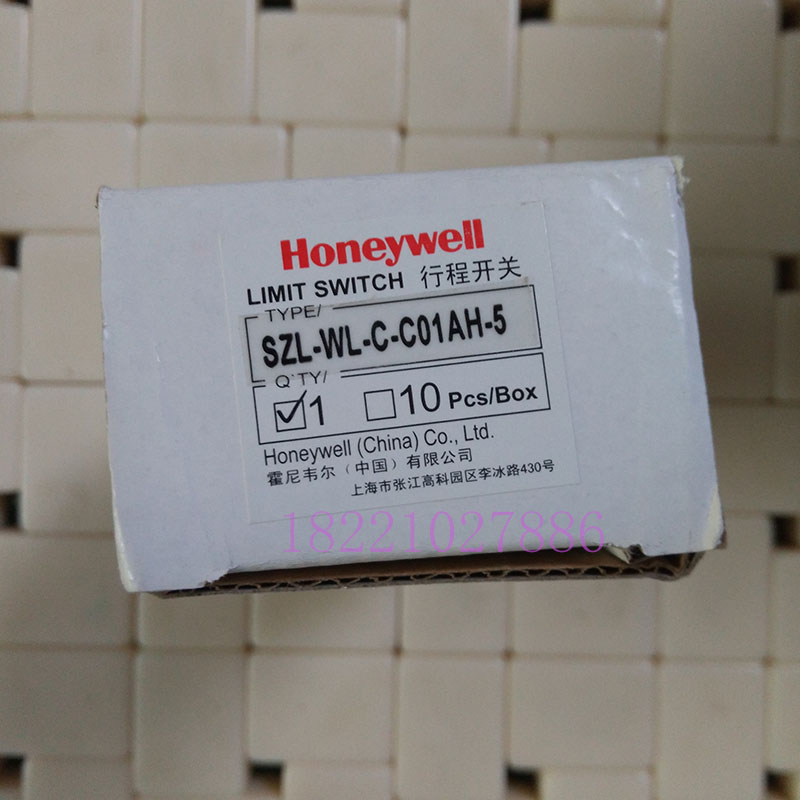 Honeywell
LIMIT SWITCH 行程开关
TYPE/
SZL-WL-C-C01AH-5
Q`TY/
1 10 Pcs/Box
Honeywell (China) Co., Ltd.
霍尼韦尔（中国）有限公司
上海市张江高科园区李冰路430号
18221027886